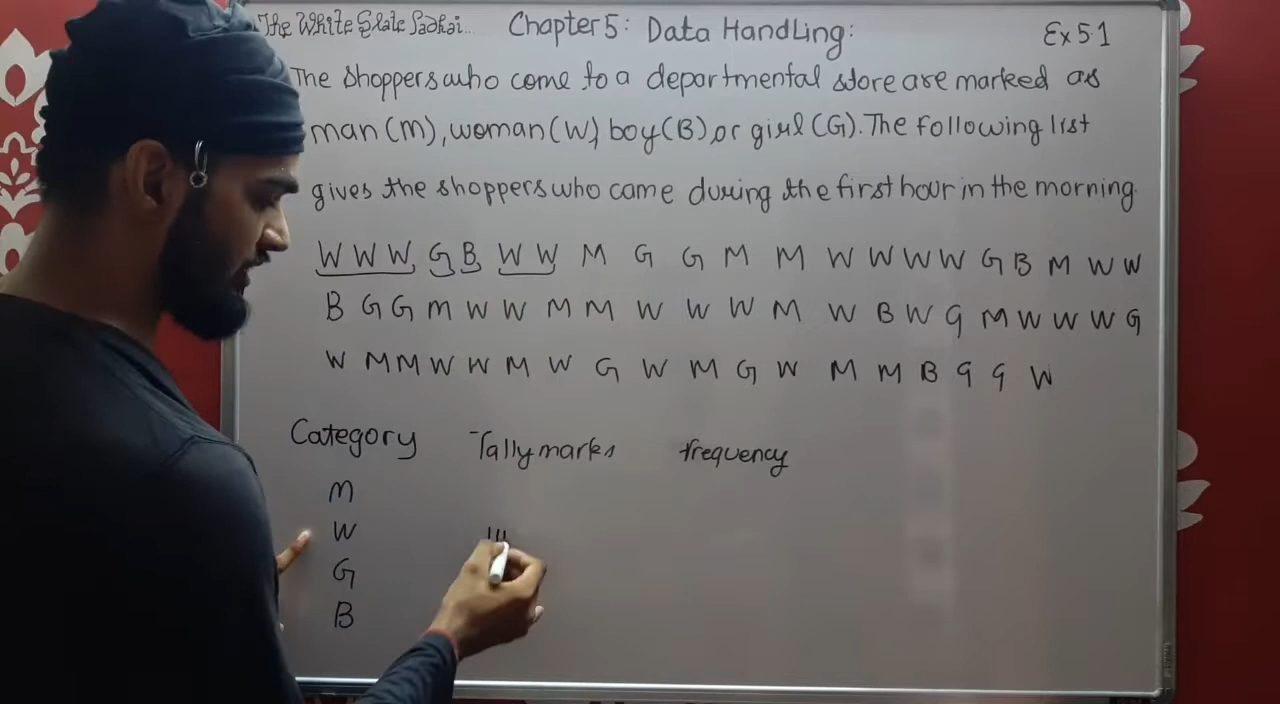 The White Slate Padhai... Chapter 5: Data Handling: Ex 5.1
The shoppers who come to a departmental store are marked as
man (M), woman (W), boy (B) or girl (G). The following list
gives the shoppers who came during the first hour in the morning.
W W W G B W W M G G M M W W W W G B M W W
B G G M W W M M W W W M W B W G M W W W G
W M M W W M W G W M G W M M B G G W
Category Tally marks frequency
M
W |||
G
B